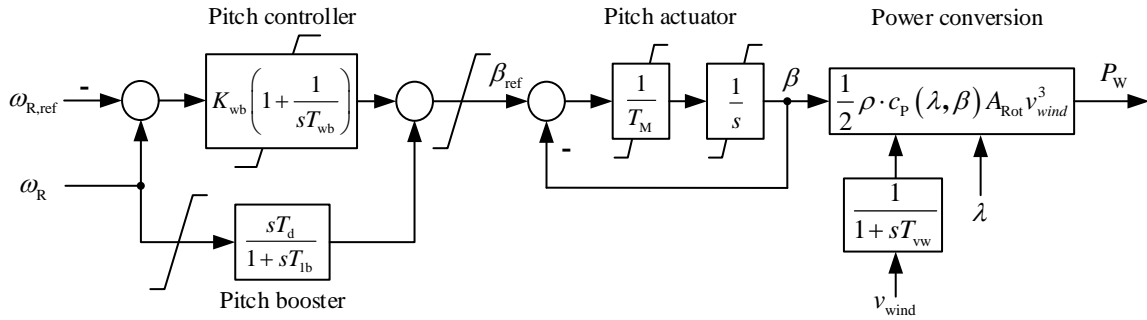 Pitch controller
Pitch actuator
Power conversion
ω_R,ref
-
K_wb(1+1/(sT_wb))
β_ref
-
1/T_M
1/s
β
1/2 ρ·c_P(λ,β)A_Rot v_wind^3
P_W
ω_R
sT_d/(1+sT_1b)
1/(1+sT_vw)
λ
Pitch booster
v_wind